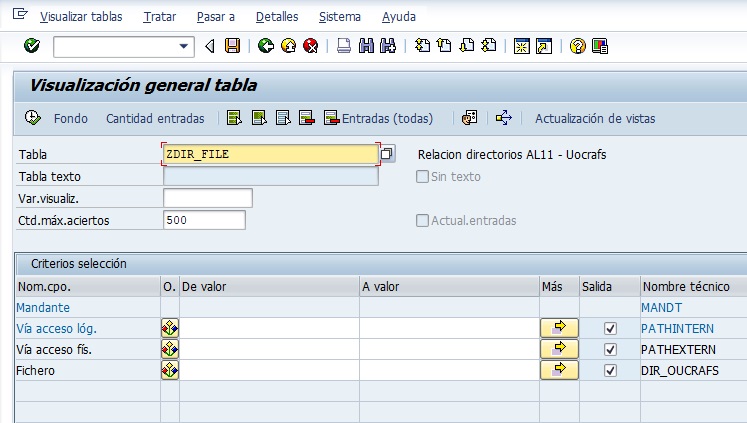 Visualizar tablas Tratar Pasar a Detalles Sistema Ayuda
Visualización general tabla
Fondo Cantidad entradas Entradas (todas) Actualización de vistas
Tabla ZDIR_FILE Relacion directorios AL11 - Uocrafs
Tabla texto Sin texto
Var.visualiz.
Ctd.máx.aciertos 500 Actual.entradas
Criterios selección
Nom.cpo. O. De valor A valor Más Salida Nombre técnico
Mandante MANDT
Vía acceso lóg. PATHINTERN
Vía acceso fís. PATHEXTERN
Fichero DIR_OUCRAFS